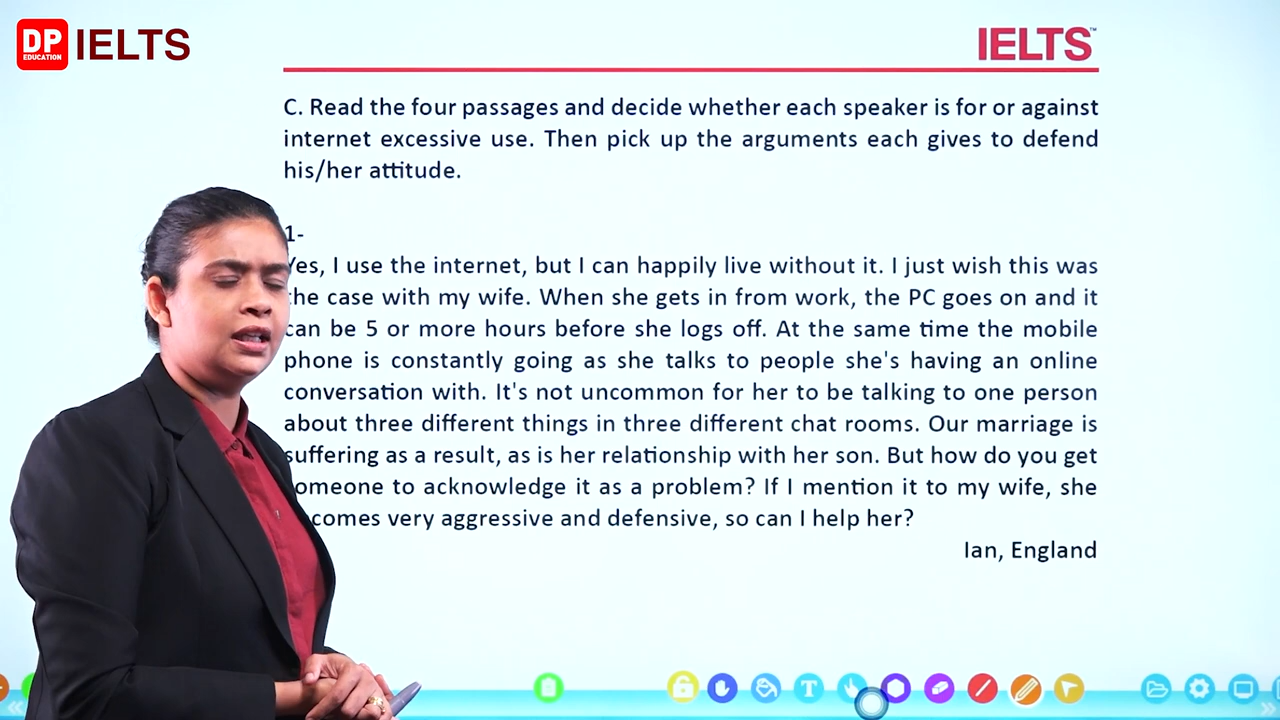 DP
EDUCATION
IELTS
IELTS™
C. Read the four passages and decide whether each speaker is for or against
internet excessive use. Then pick up the arguments each gives to defend
his/her attitude.
1-
Yes, I use the internet, but I can happily live without it. I just wish this was
the case with my wife. When she gets in from work, the PC goes on and it
can be 5 or more hours before she logs off. At the same time the mobile
phone is constantly going as she talks to people she's having an online
conversation with. It's not uncommon for her to be talking to one person
about three different things in three different chat rooms. Our marriage is
suffering as a result, as is her relationship with her son. But how do you get
someone to acknowledge it as a problem? If I mention it to my wife, she
comes very aggressive and defensive, so can I help her?
Ian, England
T